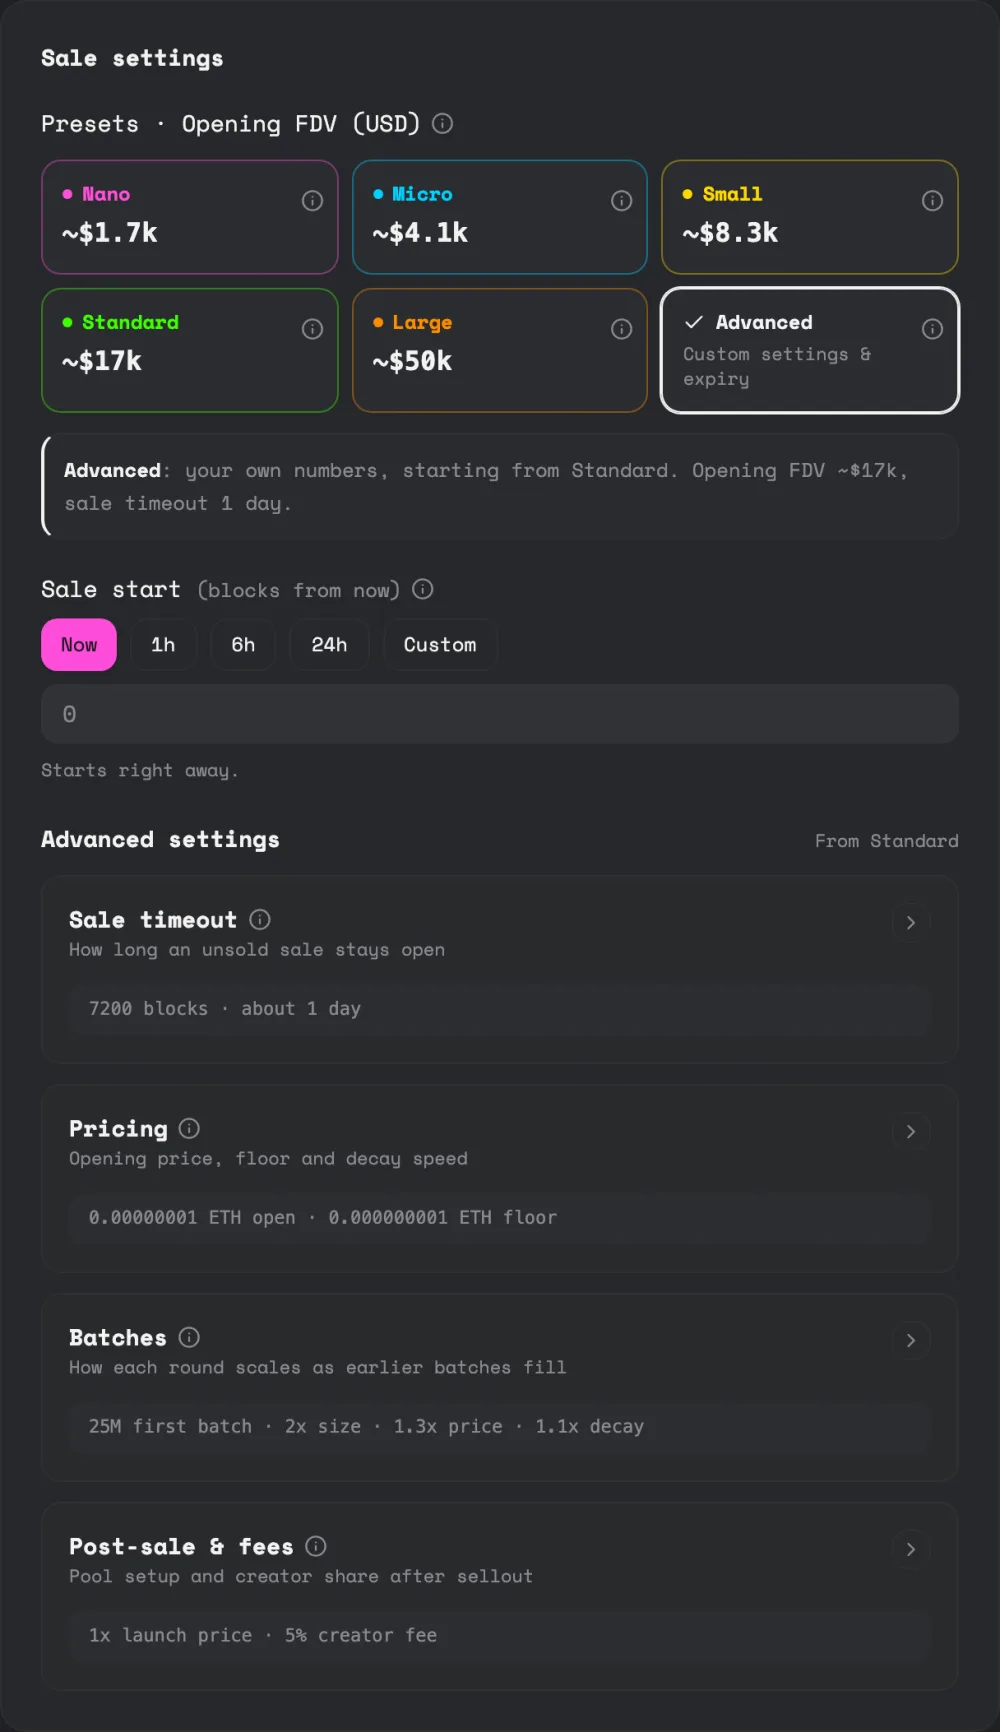 Sale settings
Presets · Opening FDV (USD)
Nano
~$1.7k
Micro
~$4.1k
Small
~$8.3k
Standard
~$17k
Large
~$50k
Advanced
Custom settings &
expiry
Advanced: your own numbers, starting from Standard. Opening FDV ~$17k,
sale timeout 1 day.
Sale start (blocks from now)
Now 1h 6h 24h Custom
0
Starts right away.
Advanced settings From Standard
Sale timeout
How long an unsold sale stays open
7200 blocks · about 1 day
Pricing
Opening price, floor and decay speed
0.00000001 ETH open · 0.000000001 ETH floor
Batches
How each round scales as earlier batches fill
25M first batch · 2x size · 1.3x price · 1.1x decay
Post-sale & fees
Pool setup and creator share after sellout
1x launch price · 5% creator fee